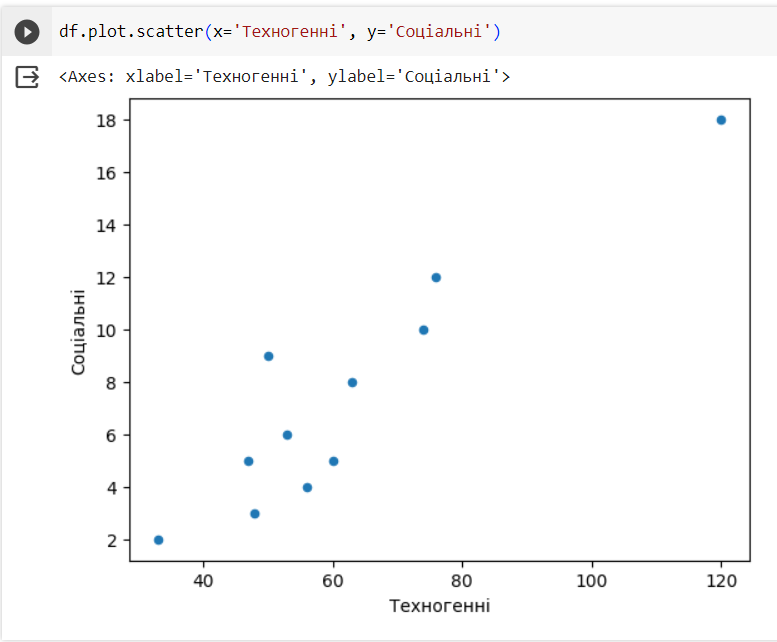 df.plot.scatter(x='Техногенні', y='Соціальні')
<Axes: xlabel='Техногенні', ylabel='Соціальні'>
18
16
14
12
10
8
6
4
2
Соціальні
40 60 80 100 120
Техногенні